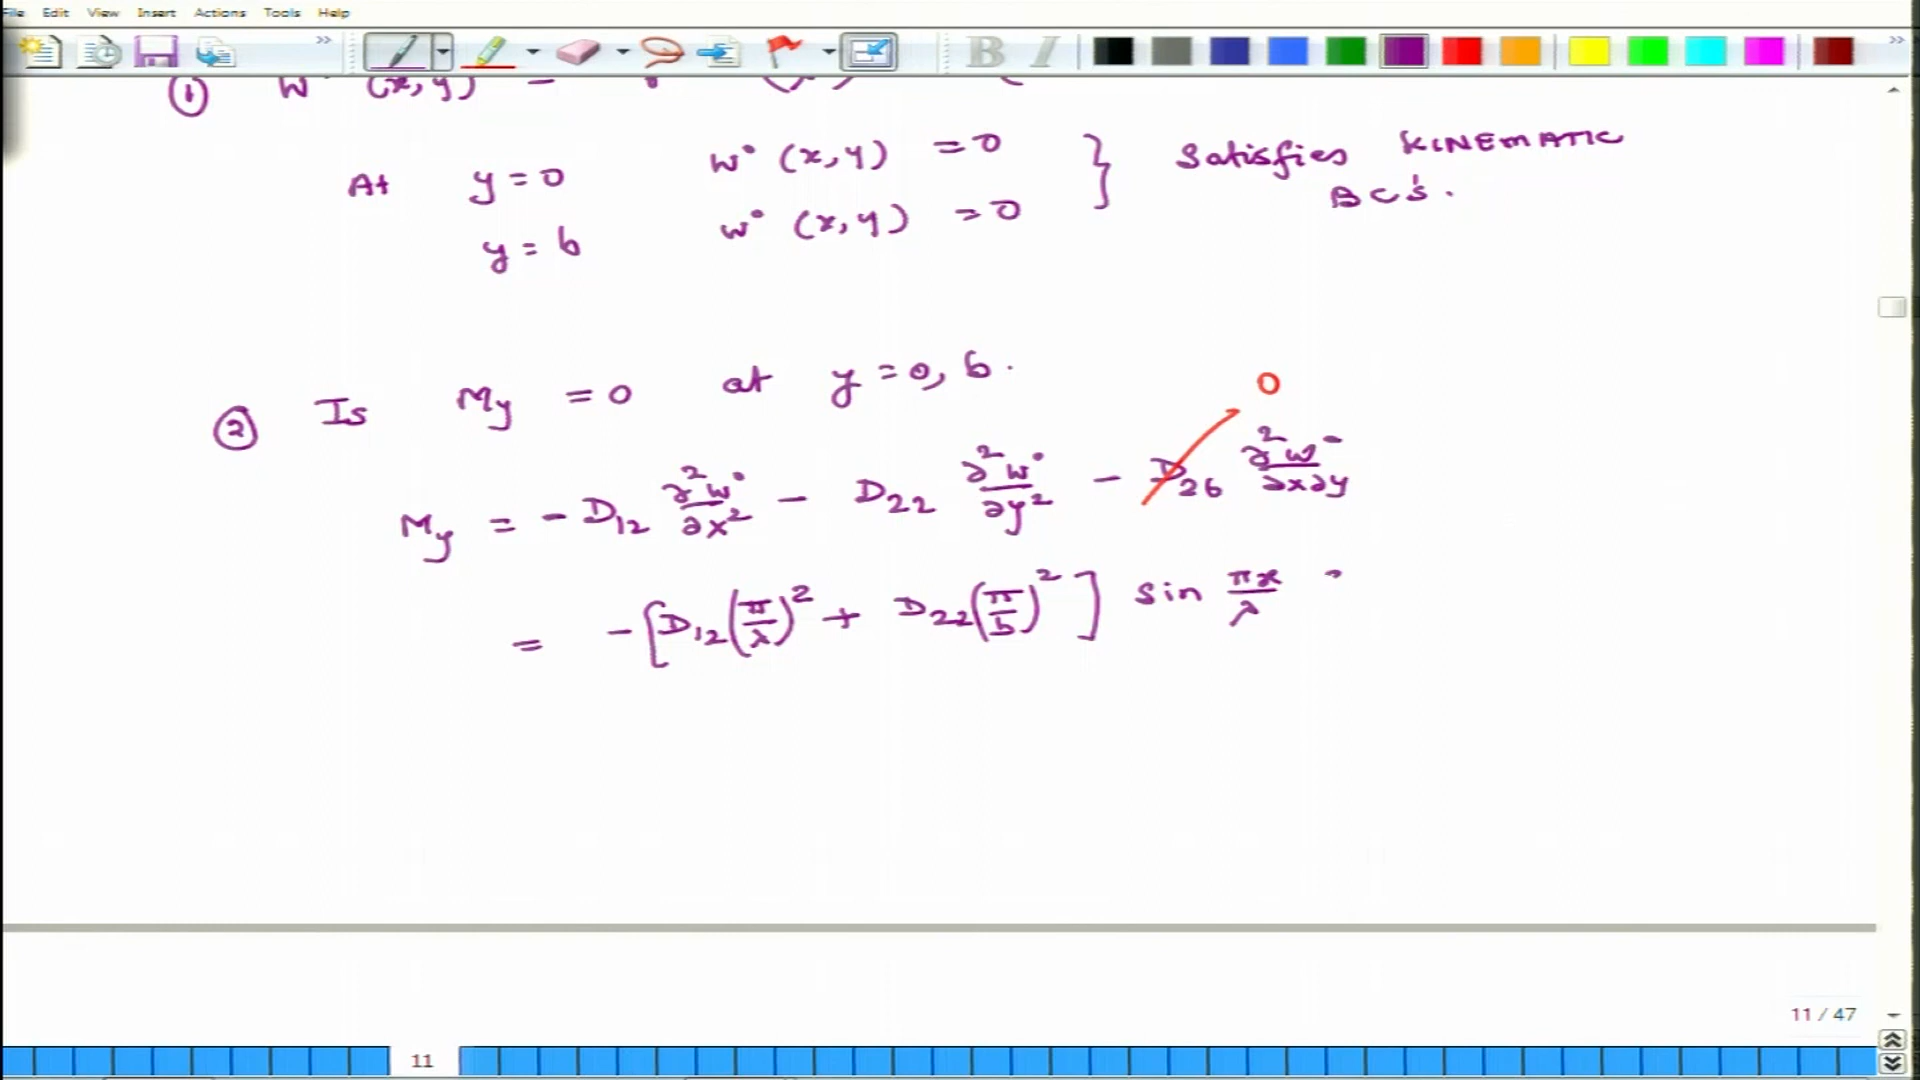 File Edit View Insert Actions Tools Help
B I
① w° (x,y) =
At y=0 w° (x,y) =0 } Satisfies KINEMATIC
y=b w° (x,y) =0 BC's.
② Is My =0 at y=0, b.
0
My = -D₁₂ ∂²w°/∂x² - D₂₂ ∂²w°/∂y² - D₂₆ ∂²w°/∂x∂y
= -[D₁₂(π/λ)² + D₂₂(π/b)²] sin πx/λ
11 / 47
11